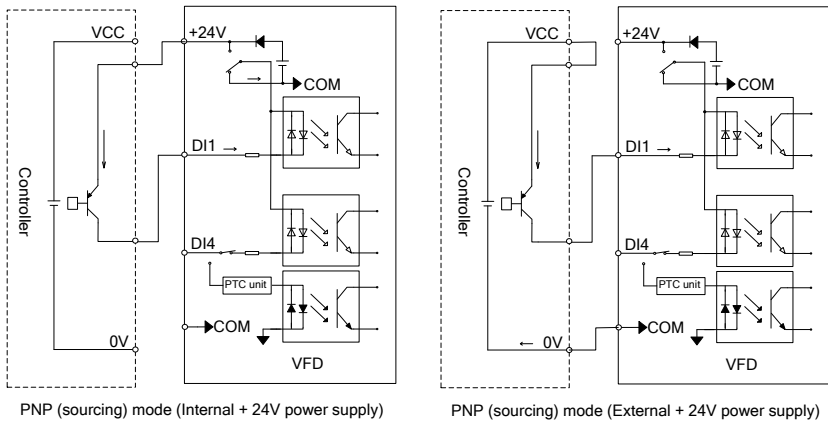 VCC
+24V
COM
DI1 →
Controller
DI4
PTC unit
0V
COM
VFD
PNP (sourcing) mode (Internal + 24V power supply)
VCC
+24V
COM
DI1 →
Controller
DI4
PTC unit
← 0V
COM
VFD
PNP (sourcing) mode (External + 24V power supply)